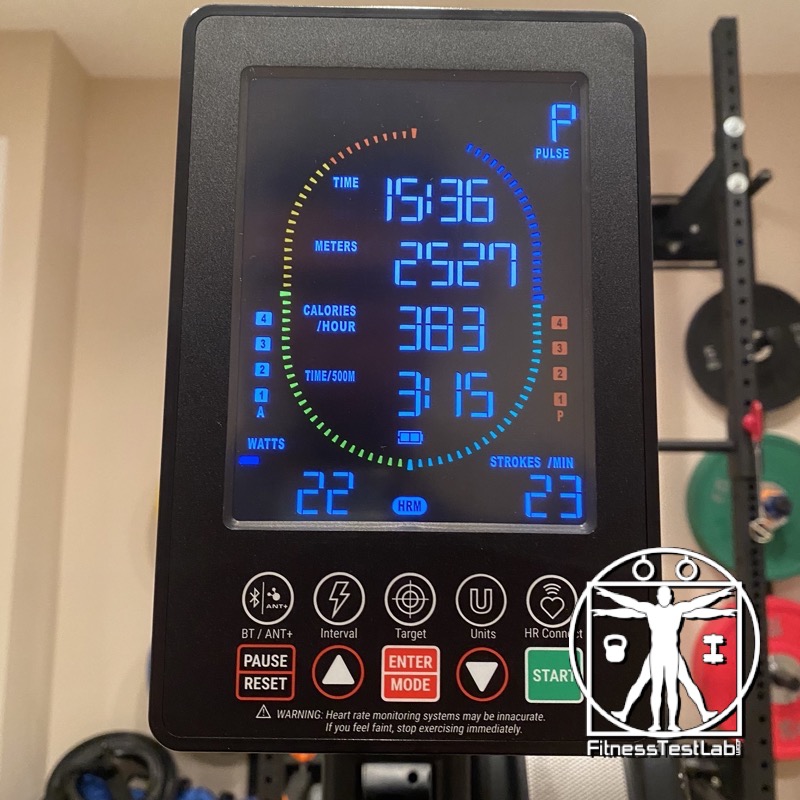 P
PULSE
TIME
15:36
METERS
2527
CALORIES
/HOUR
383
TIME/500M
3:15
4
3
2
1
A
4
3
2
1
P
WATTS
22
HRM
STROKES /MIN
23
ANT+
U
BT / ANT+
Interval
Target
Units
HR Connect
PAUSE
RESET
ENTER
MODE
START
WARNING: Heart rate monitoring systems may be innacurate.
If you feel faint, stop exercising immediately.
FitnessTestLab